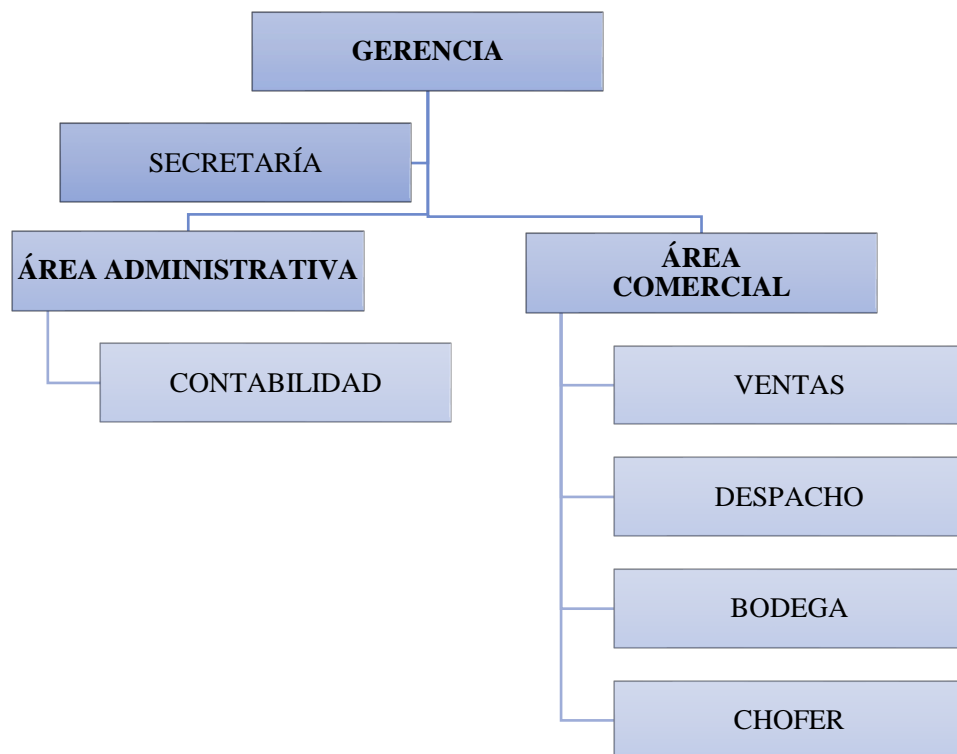 GERENCIA
SECRETARÍA
ÁREA ADMINISTRATIVA
CONTABILIDAD
ÁREA
COMERCIAL
VENTAS
DESPACHO
BODEGA
CHOFER